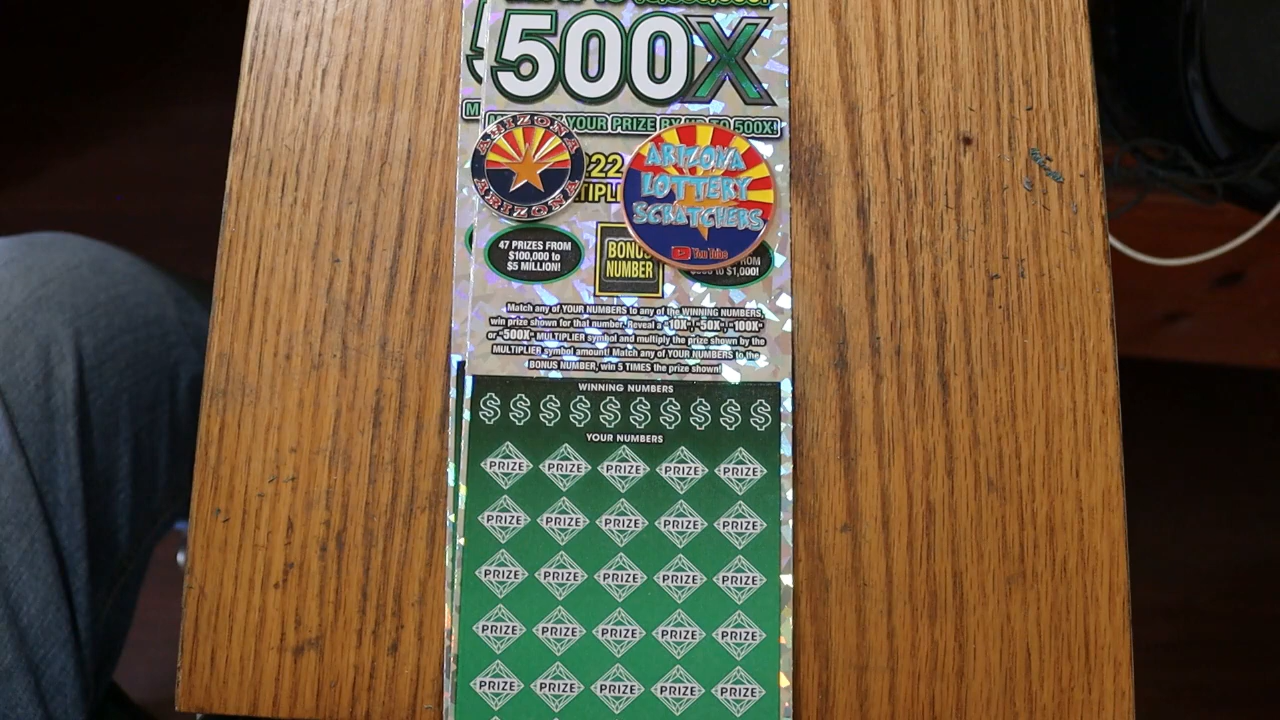 500X
YOUR PRIZE BY UP TO 500X!
ARIZONA
ARIZONA
ARIZONA
LOTTERY
SCRATCHERS
YouTube
47 PRIZES FROM
$100,000 to
$5 MILLION!
BONUS
NUMBER
to $1,000!
Match any of YOUR NUMBERS to any of the WINNING NUMBERS,
win prize shown for that number. Reveal a "10X", "50X", "100X"
or "500X" MULTIPLIER symbol and multiply the prize shown by the
MULTIPLIER symbol amount! Match any of YOUR NUMBERS to the
BONUS NUMBER, win 5 TIMES the prize shown!
WINNING NUMBERS
$ $ $ $ $ $ $ $ $ $
YOUR NUMBERS
PRIZE PRIZE PRIZE PRIZE PRIZE
PRIZE PRIZE PRIZE PRIZE PRIZE
PRIZE PRIZE PRIZE PRIZE PRIZE
PRIZE PRIZE PRIZE PRIZE PRIZE
PRIZE PRIZE PRIZE PRIZE PRIZE